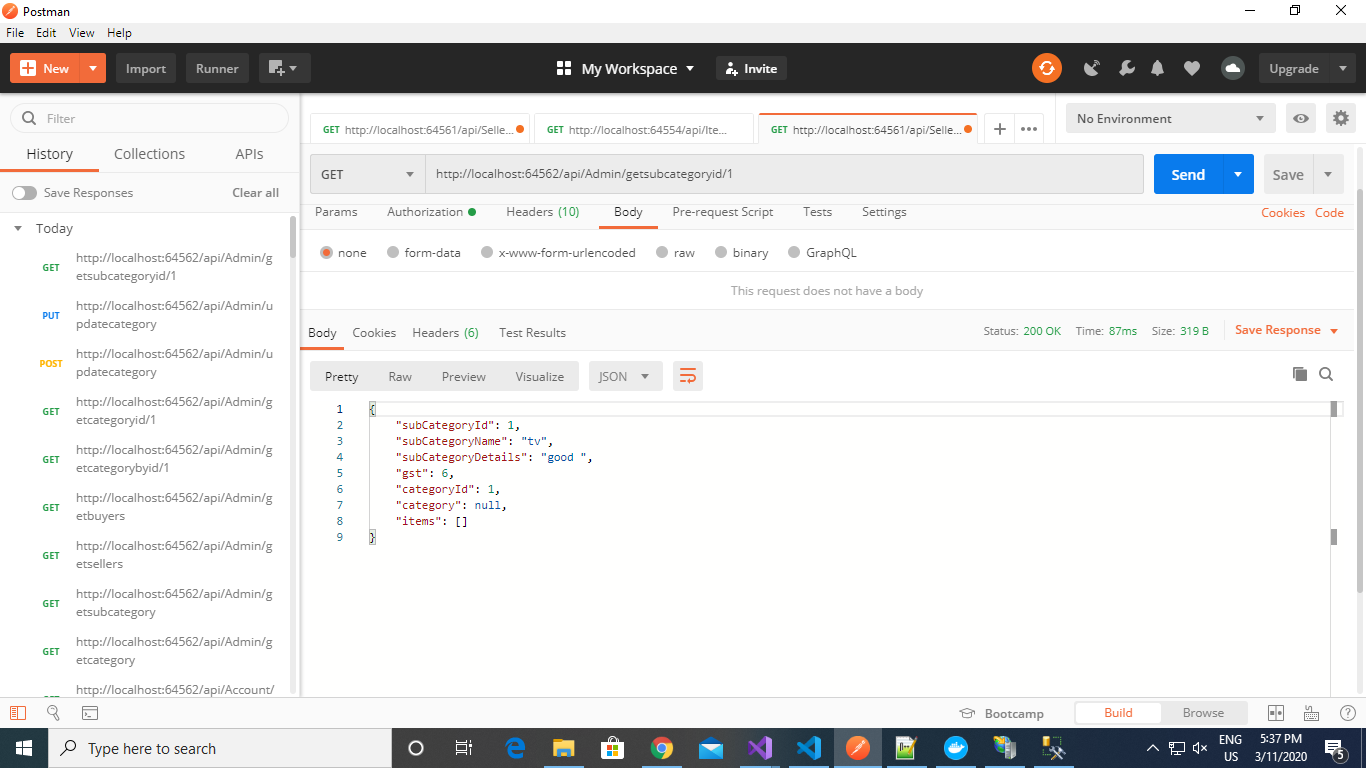 Postman
File Edit View Help
New Import Runner My Workspace Invite Upgrade
Filter
History Collections APIs
Save Responses Clear all
Today
GET http://localhost:64562/api/Admin/g
etsubcategoryid/1
PUT http://localhost:64562/api/Admin/u
pdatecategory
POST http://localhost:64562/api/Admin/u
pdatecategory
GET http://localhost:64562/api/Admin/g
etcategoryid/1
GET http://localhost:64562/api/Admin/g
etcategorybyid/1
GET http://localhost:64562/api/Admin/g
etbuyers
GET http://localhost:64562/api/Admin/g
etsellers
GET http://localhost:64562/api/Admin/g
etsubcategory
GET http://localhost:64562/api/Admin/g
etcategory
http://localhost:64562/api/Account/
GET http://localhost:64561/api/Selle... GET http://localhost:64554/api/Ite... GET http://localhost:64561/api/Selle... + ••• No Environment
GET http://localhost:64562/api/Admin/getsubcategoryid/1 Send Save
Params Authorization Headers (10) Body Pre-request Script Tests Settings Cookies Code
none form-data x-www-form-urlencoded raw binary GraphQL
This request does not have a body
Body Cookies Headers (6) Test Results Status: 200 OK Time: 87ms Size: 319 B Save Response
Pretty Raw Preview Visualize JSON
1 {
2 "subCategoryId": 1,
3 "subCategoryName": "tv",
4 "subCategoryDetails": "good ",
5 "gst": 6,
6 "categoryId": 1,
7 "category": null,
8 "items": []
9 }
Bootcamp Build Browse
Type here to search
ENG
US
5:37 PM
3/11/2020
5